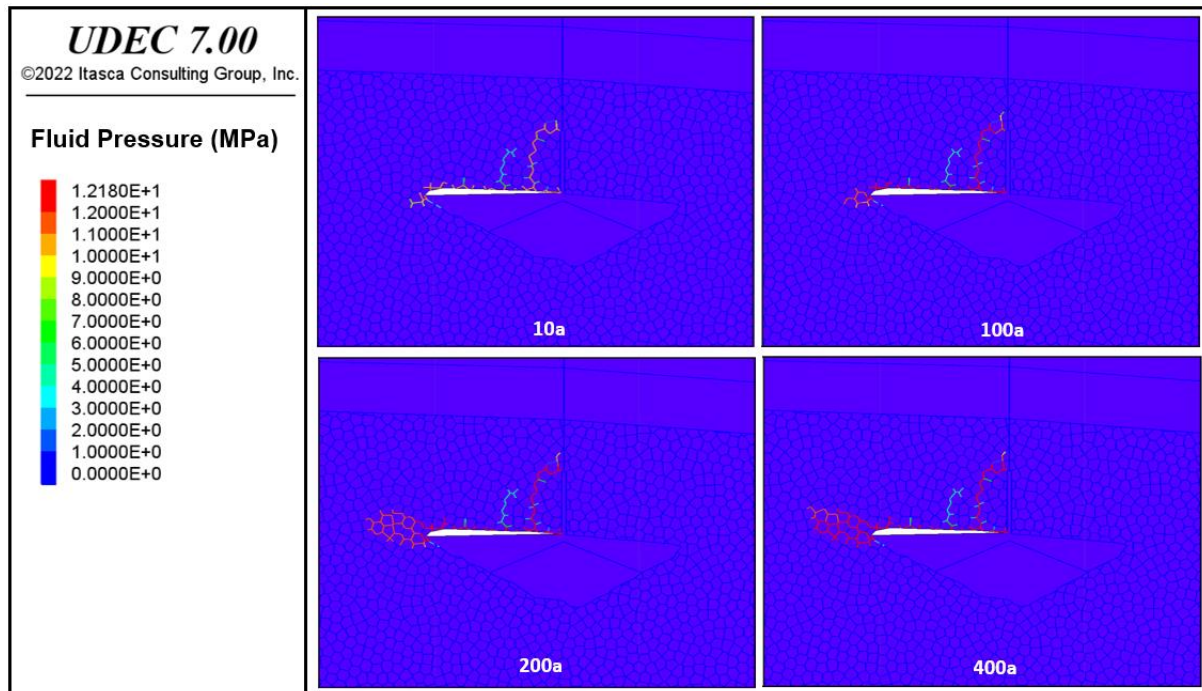 UDEC 7.00
©2022 Itasca Consulting Group, Inc.
Fluid Pressure (MPa)
1.2180E+1
1.2000E+1
1.1000E+1
1.0000E+1
9.0000E+0
8.0000E+0
7.0000E+0
6.0000E+0
5.0000E+0
4.0000E+0
3.0000E+0
2.0000E+0
1.0000E+0
0.0000E+0
10a
100a
200a
400a